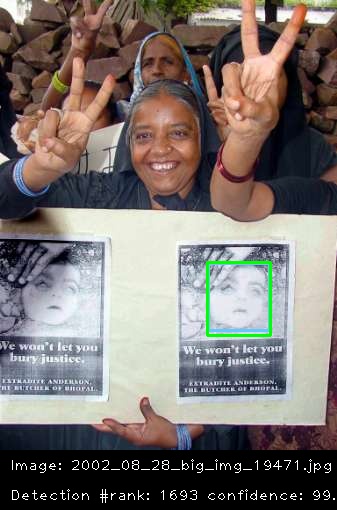 We won't let you
bury justice.
EXTRADITE ANDERSON,
THE BUTCHER OF BHOPAL.
We won't let you
bury justice.
EXTRADITE ANDERSON,
THE BUTCHER OF BHOPAL.
Image: 2002_08_28_big_img_19471.jpg
Detection #rank: 1693 confidence: 99.